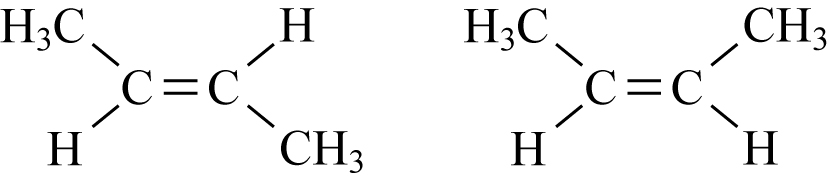 H₃C H H₃C CH₃
C = C C = C
H CH₃ H H